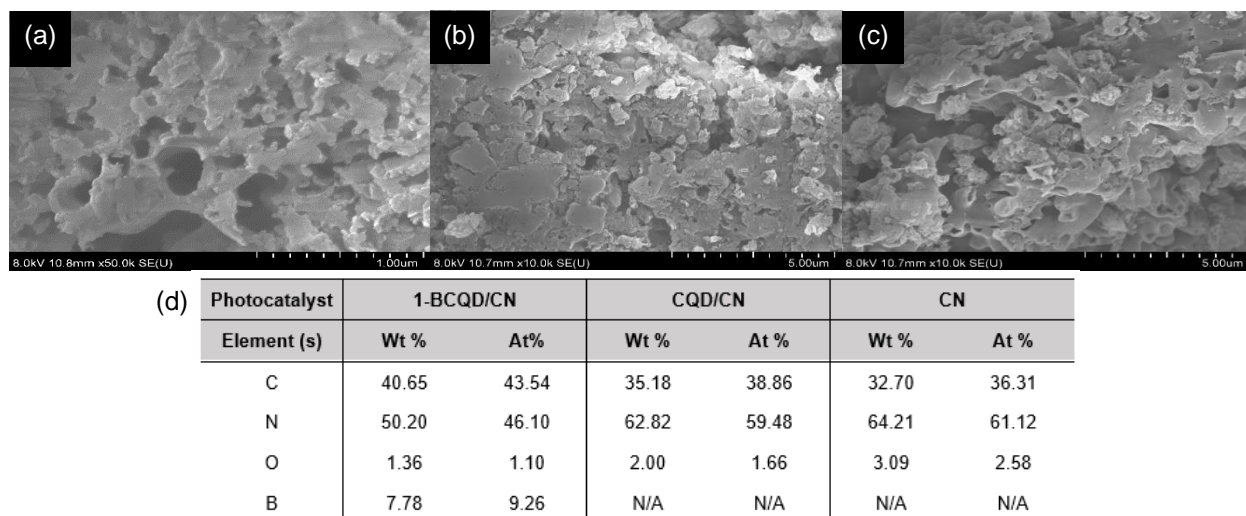 (a)
(b)
(c)
8.0kV 10.8mm x50.0k SE(U) 1.00um
8.0kV 10.7mm x10.0k SE(U) 5.00um
8.0kV 10.7mm x10.0k SE(U) 5.00um
(d)
Photocatalyst 1-BCQD/CN CQD/CN CN
Element (s) Wt % At% Wt % At % Wt % At %
C 40.65 43.54 35.18 38.86 32.70 36.31
N 50.20 46.10 62.82 59.48 64.21 61.12
O 1.36 1.10 2.00 1.66 3.09 2.58
B 7.78 9.26 N/A N/A N/A N/A